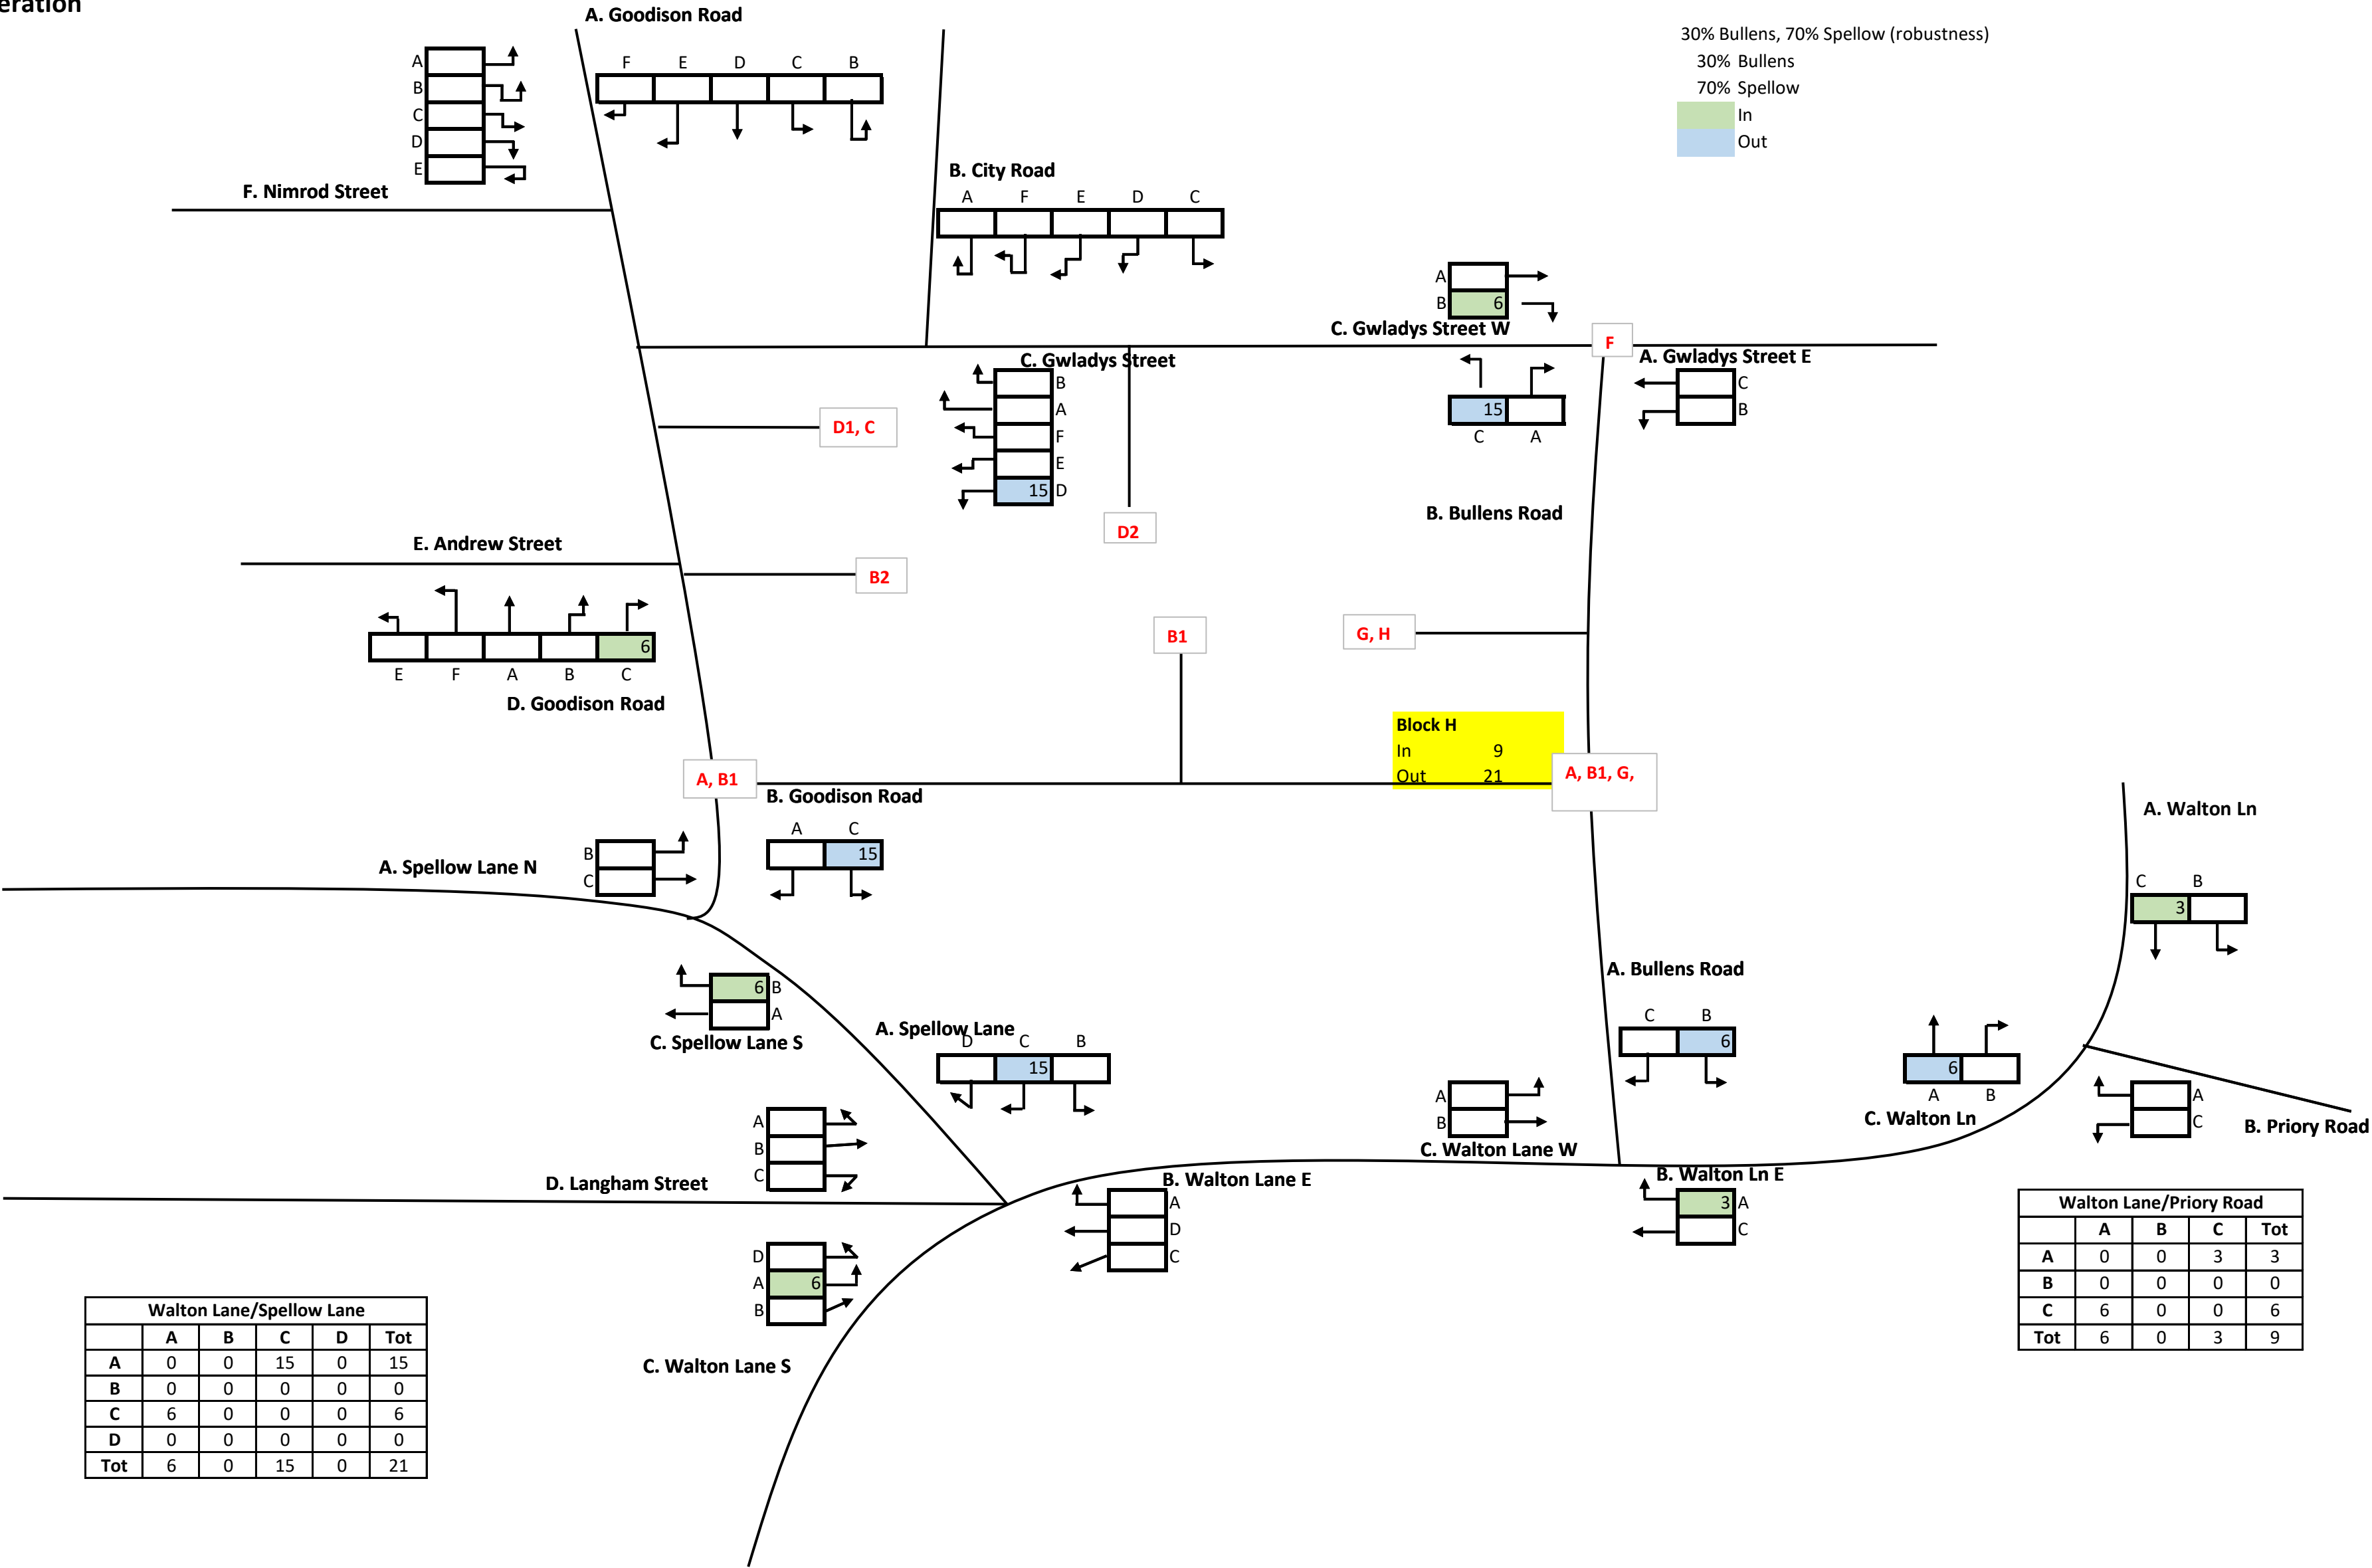 eration
A. Goodison Road
30% Bullens, 70% Spellow (robustness)
30% Bullens
70% Spellow
In
Out
A
B
C
D
E
F E D C B
F. Nimrod Street
B. City Road
A F E D C
A
B 6
C. Gwladys Street W
F
A. Gwladys Street E
C. Gwladys Street
B
A
F
E
15 D
15
C A
C
B
D1, C
D2
B. Bullens Road
E. Andrew Street
B2
6
E F A B C
D. Goodison Road
B1
G, H
Block H
In 9
Out 21
A, B1
A, B1, G,
B. Goodison Road
A C
15
A. Walton Ln
B
C
A. Spellow Lane N
C B
3
6 B
A
C. Spellow Lane S
A. Spellow Lane
D C B
15
A. Bullens Road
C B
6
6
A B
C. Walton Ln
A
C
B. Priory Road
A
B
C. Walton Lane W
A
B
C
D. Langham Street
B. Walton Lane E
A
D
C
B. Walton Ln E
3 A
C
D
A 6
B
C. Walton Lane S
Walton Lane/Priory Road
A B C Tot
A 0 0 3 3
B 0 0 0 0
C 6 0 0 6
Tot 6 0 3 9
Walton Lane/Spellow Lane
A B C D Tot
A 0 0 15 0 15
B 0 0 0 0 0
C 6 0 0 0 6
D 0 0 0 0 0
Tot 6 0 15 0 21